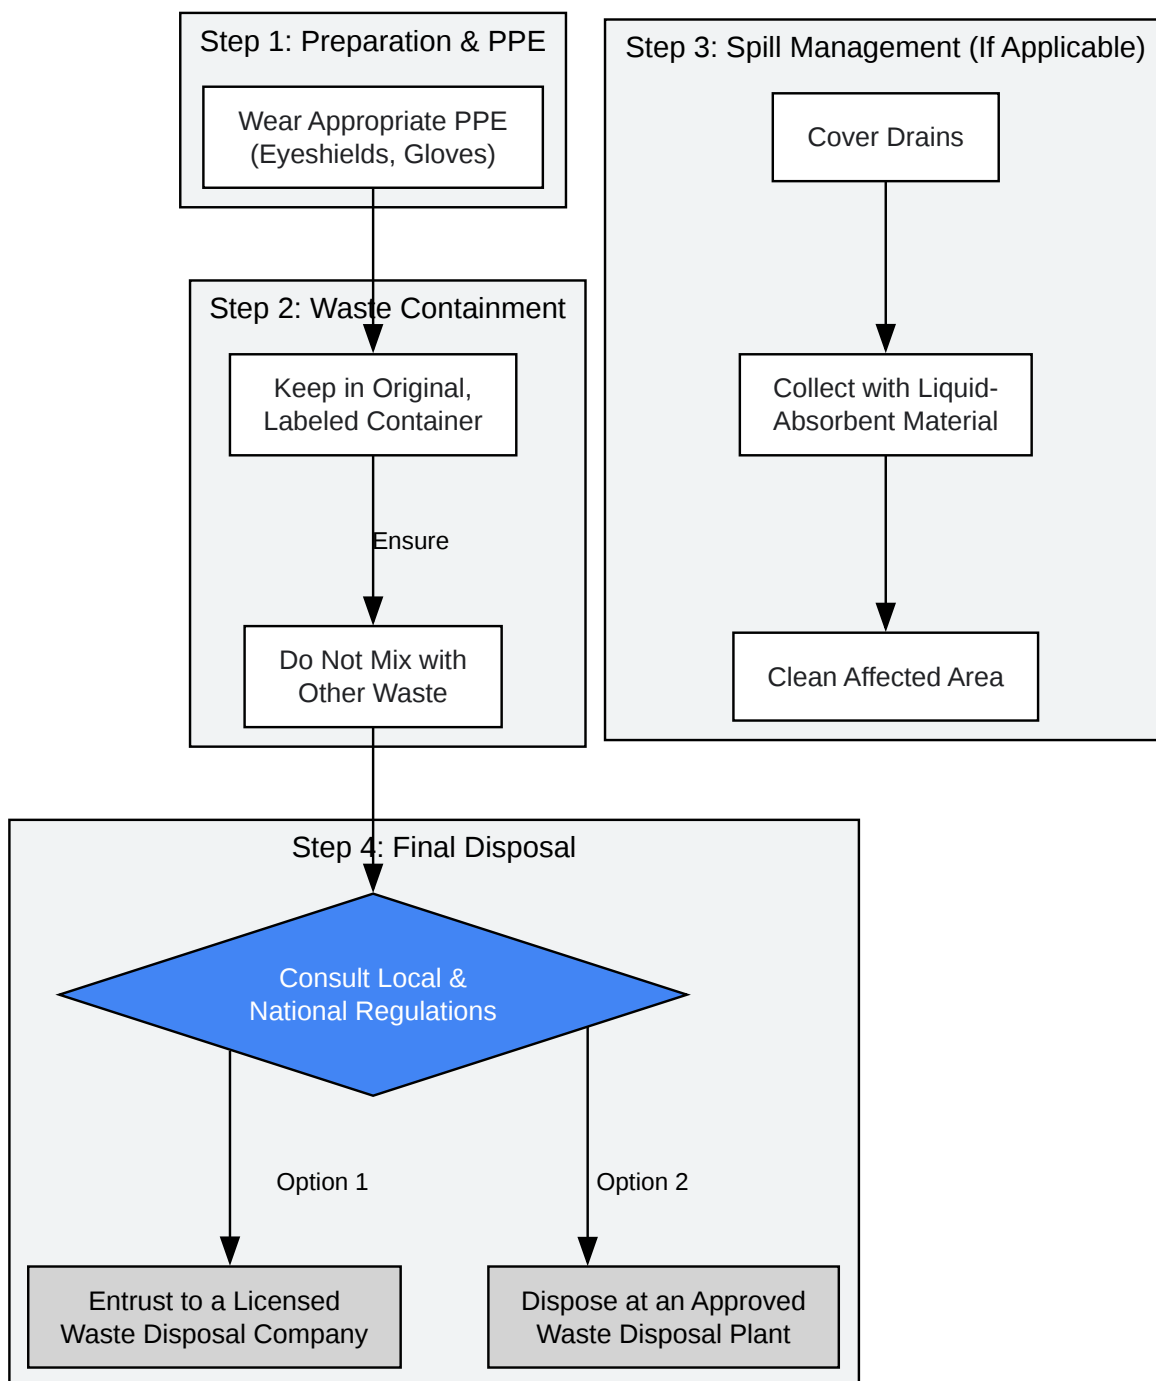 Step 1: Preparation & PPE
Wear Appropriate PPE
(Eyeshields, Gloves)
Step 2: Waste Containment
Keep in Original,
Labeled Container
Ensure
Do Not Mix with
Other Waste
Step 3: Spill Management (If Applicable)
Cover Drains
Collect with Liquid-
Absorbent Material
Clean Affected Area
Step 4: Final Disposal
Consult Local &
National Regulations
Option 1
Option 2
Entrust to a Licensed
Waste Disposal Company
Dispose at an Approved
Waste Disposal Plant